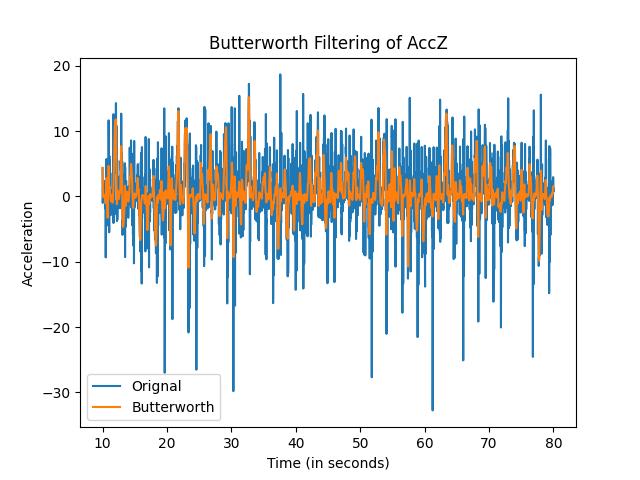 Butterworth Filtering of AccZ
20
10
0
−10
−20
−30
Acceleration
Orignal
Butterworth
10 20 30 40 50 60 70 80
Time (in seconds)